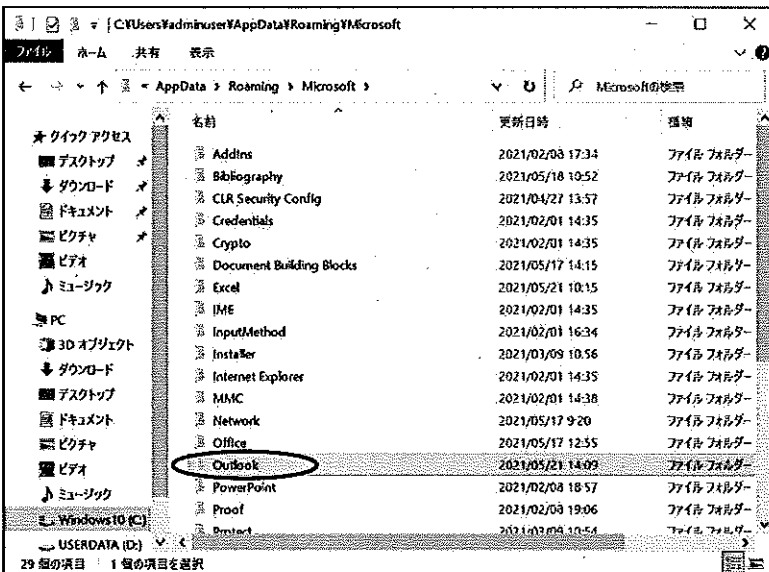 C:¥Users¥adminuser¥AppData¥Roaming¥Microsoft
ファイル ホーム 共有 表示
AppData › Roaming › Microsoft › Microsoftの検索
名前 更新日時 種類
クイック アクセス
デスクトップ
ダウンロード
ドキュメント
ピクチャ
ビデオ
ミュージック
PC
3D オブジェクト
ダウンロード
デスクトップ
ドキュメント
ピクチャ
ビデオ
ミュージック
Windows10 (C:)
USERDATA (D:)
AddIns 2021/02/08 17:34 ファイル フォルダー
Bibliography 2021/05/18 10:52 ファイル フォルダー
CLR Security Config 2021/04/27 13:57 ファイル フォルダー
Credentials 2021/02/01 14:35 ファイル フォルダー
Crypto 2021/02/01 14:35 ファイル フォルダー
Document Building Blocks 2021/05/17 14:15 ファイル フォルダー
Excel 2021/05/21 10:15 ファイル フォルダー
IME 2021/02/01 14:35 ファイル フォルダー
InputMethod 2021/02/01 16:34 ファイル フォルダー
Installer 2021/03/09 10:56 ファイル フォルダー
Internet Explorer 2021/02/01 14:35 ファイル フォルダー
MMC 2021/02/01 14:38 ファイル フォルダー
Network 2021/05/17 9:20 ファイル フォルダー
Office 2021/05/17 12:55 ファイル フォルダー
Outlook 2021/05/21 14:09 ファイル フォルダー
PowerPoint 2021/02/08 18:57 ファイル フォルダー
Proof 2021/02/08 19:06 ファイル フォルダー
Protect 2021/03/09 10:54 ファイル フォルダー
29 個の項目 1 個の項目を選択